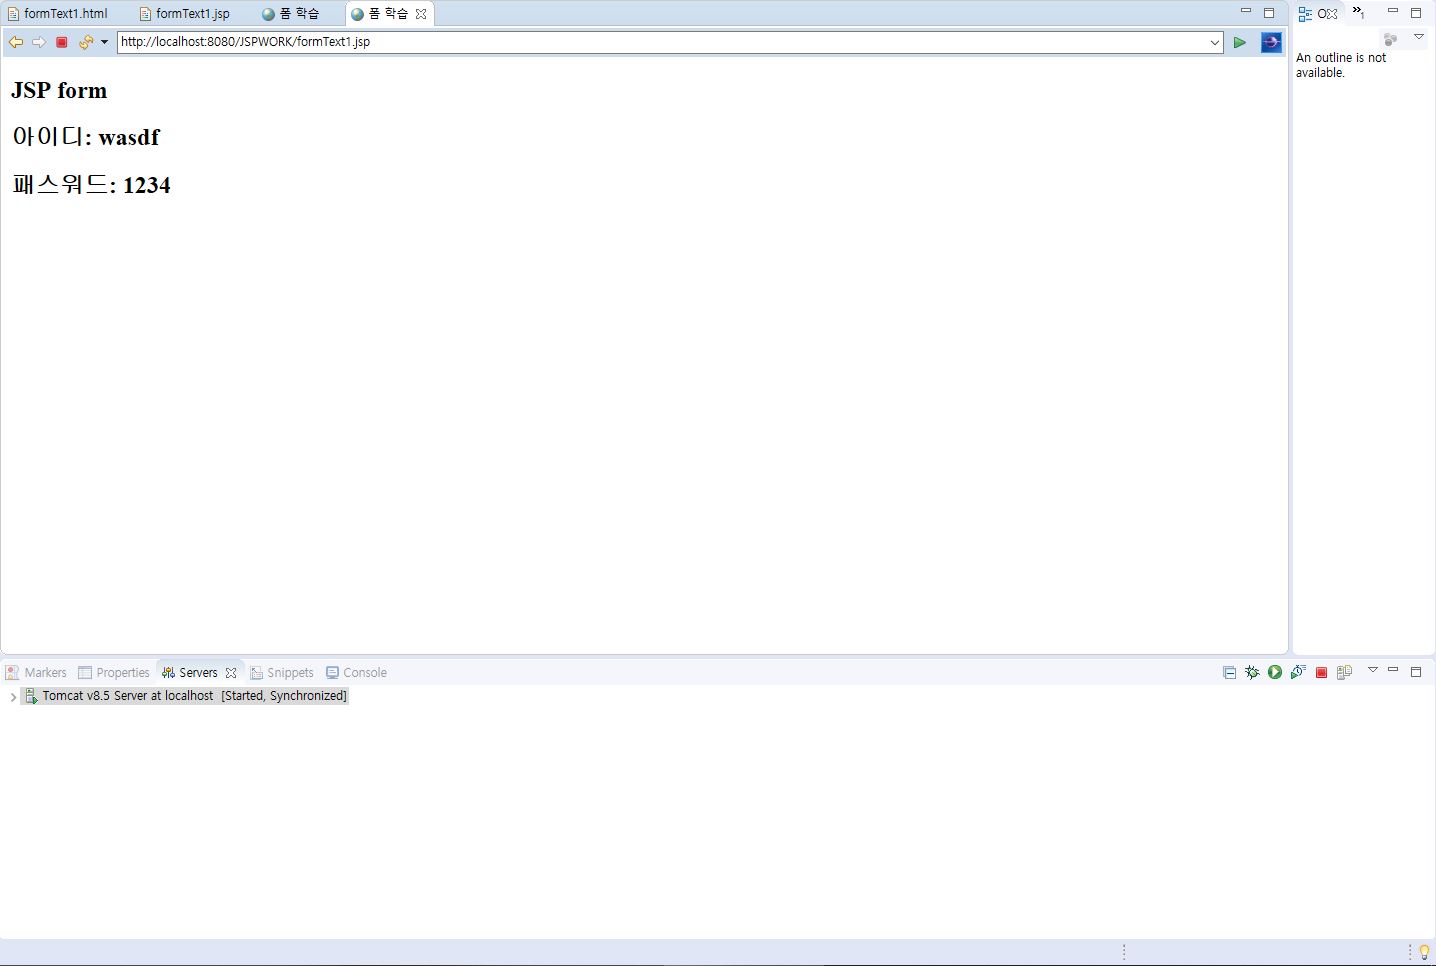 formText1.html formText1.jsp 폼 학습 폼 학습
http://localhost:8080/JSPWORK/formText1.jsp
JSP form
아이디: wasdf
패스워드: 1234
O
»1
An outline is not
available.
Markers Properties Servers Snippets Console
Tomcat v8.5 Server at localhost [Started, Synchronized]